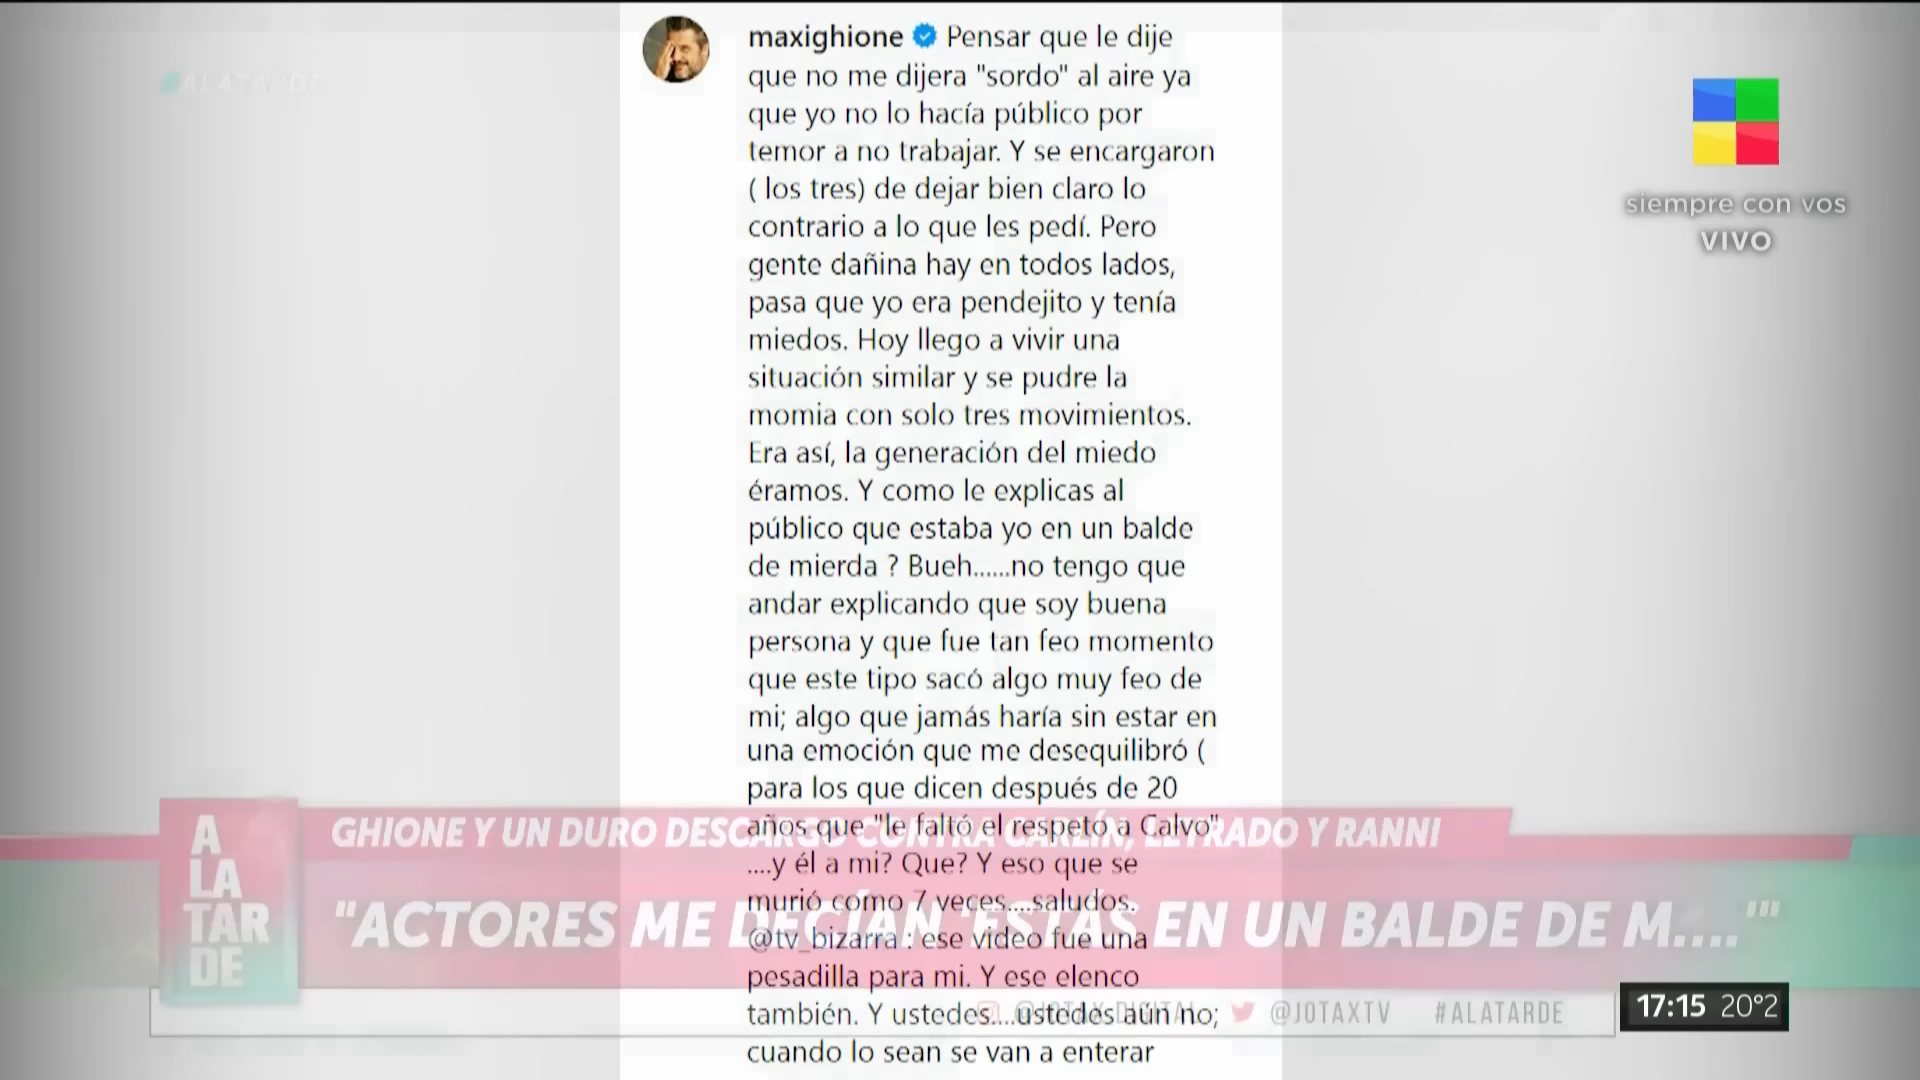 maxighione Pensar que le dije
que no me dijera "sordo" al aire ya
que yo no lo hacía público por
temor a no trabajar. Y se encargaron
( los tres) de dejar bien claro lo
contrario a lo que les pedí. Pero
gente dañina hay en todos lados,
pasa que yo era pendejito y tenía
miedos. Hoy llego a vivir una
situación similar y se pudre la
momia con solo tres movimientos.
Era así, la generación del miedo
éramos. Y como le explicas al
público que estaba yo en un balde
de mierda ? Bueh......no tengo que
andar explicando que soy buena
persona y que fue tan feo momento
que este tipo sacó algo muy feo de
mi; algo que jamás haría sin estar en
una emoción que me desequilibró (
para los que dicen después de 20
años que "le faltó el respeto a Calvo"
....y él a mi? Que? Y eso que se
murió como 7 veces....saludos.
@tv_bizarra : ese video fue una
pesadilla para mi. Y ese elenco
también. Y ustedes....ustedes aún no;
cuando lo sean se van a enterar
#ALATARDE
siempre con vos
VIVO
A
LA
TAR
DE
GHIONE Y UN DURO DESCARGO CONTRA CARLÍN, LETRADO Y RANNI
"ACTORES ME DECÍAN 'ESTÁS EN UN BALDE DE M....'"
@JOTAX.DIGITAL @JOTAXTV #ALATARDE
17:15 20°2